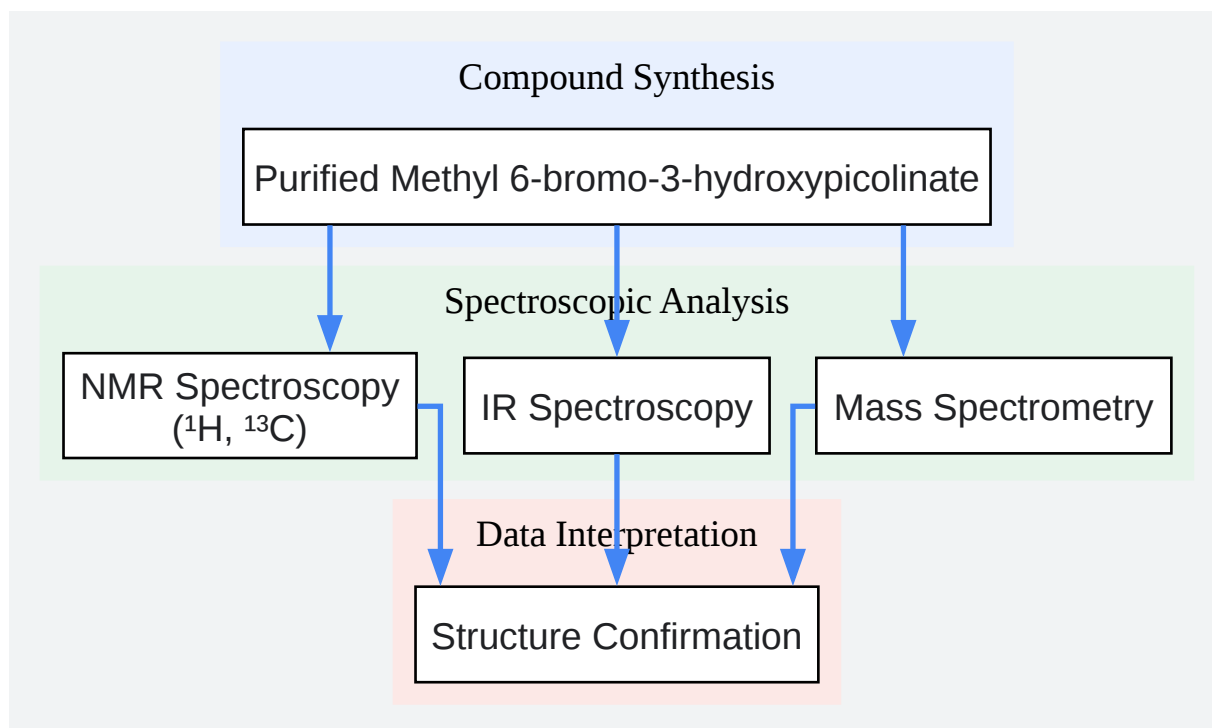 Compound Synthesis
Purified Methyl 6-bromo-3-hydroxypicolinate
Spectroscopic Analysis
NMR Spectroscopy
(¹H, ¹³C)
IR Spectroscopy
Mass Spectrometry
Data Interpretation
Structure Confirmation